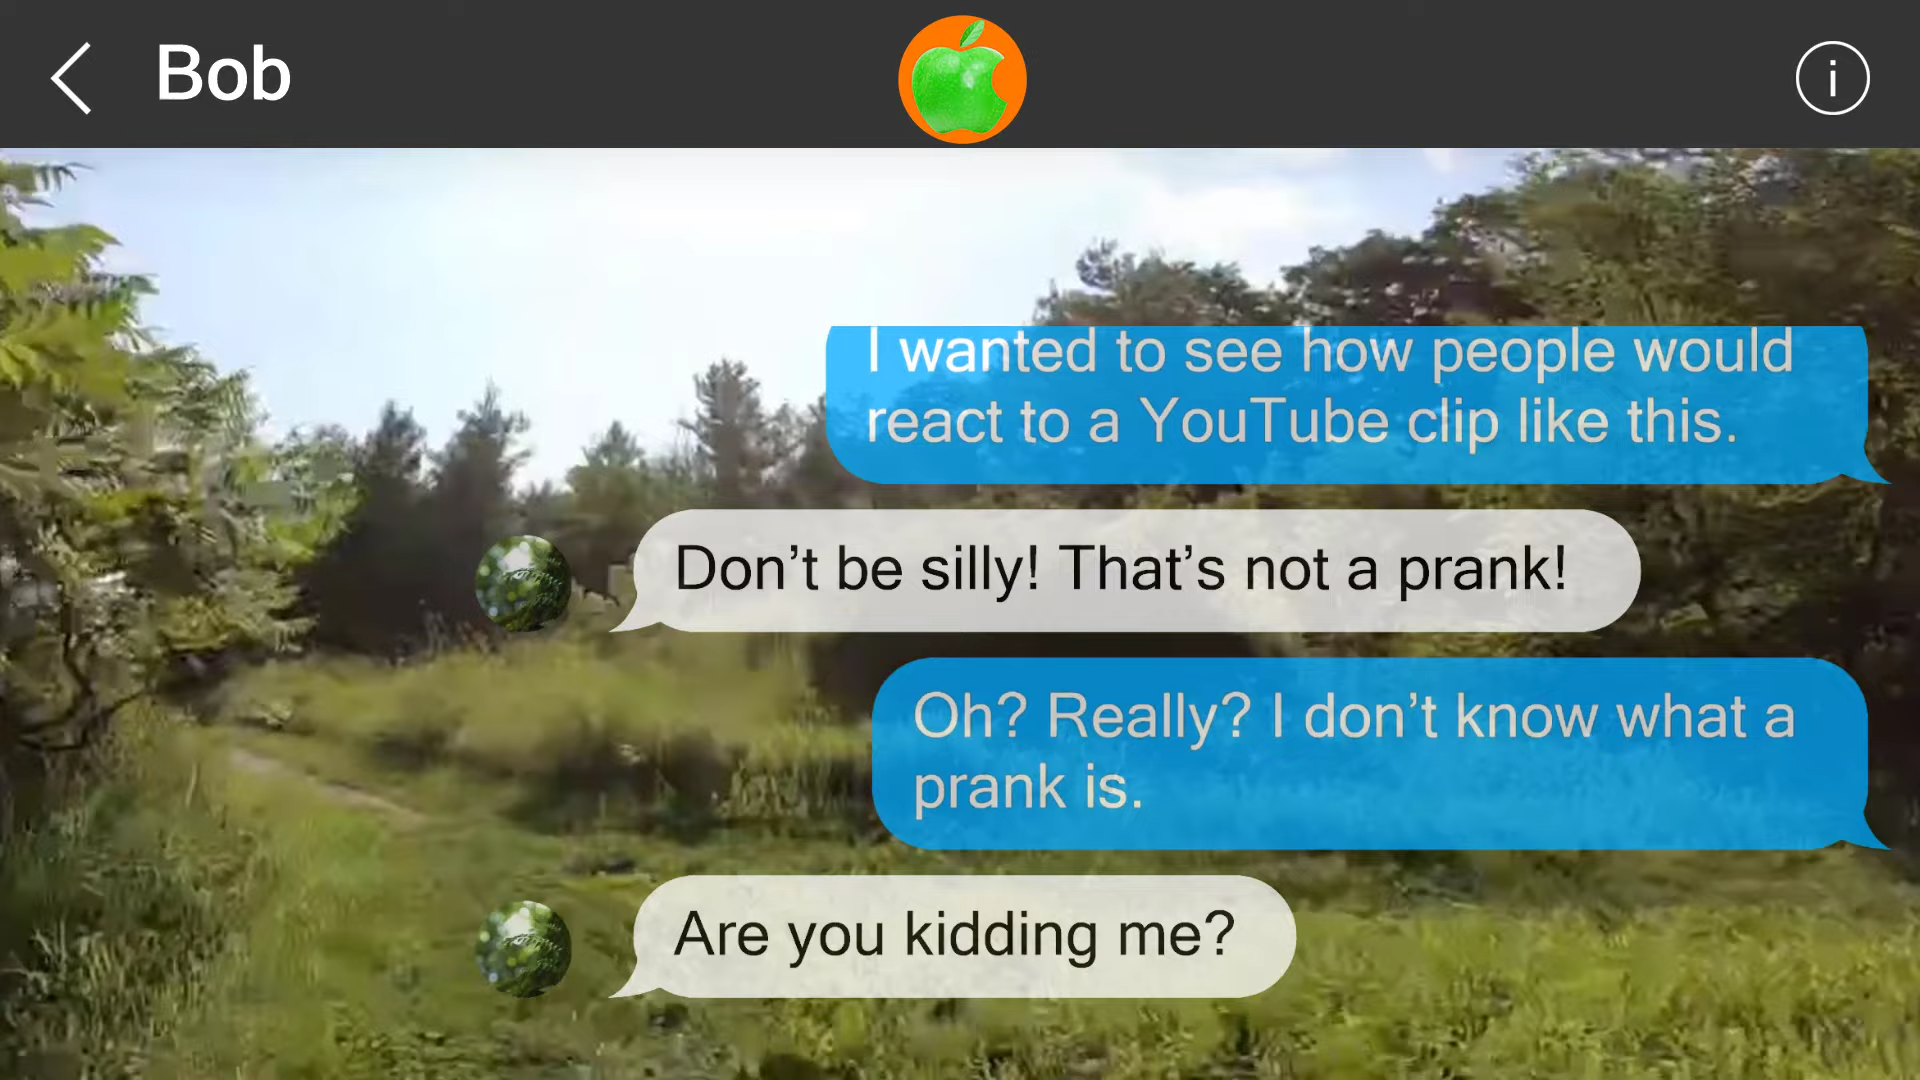 Bob
i
I wanted to see how people would
react to a YouTube clip like this.
Don’t be silly! That’s not a prank!
Oh? Really? I don’t know what a
prank is.
Are you kidding me?